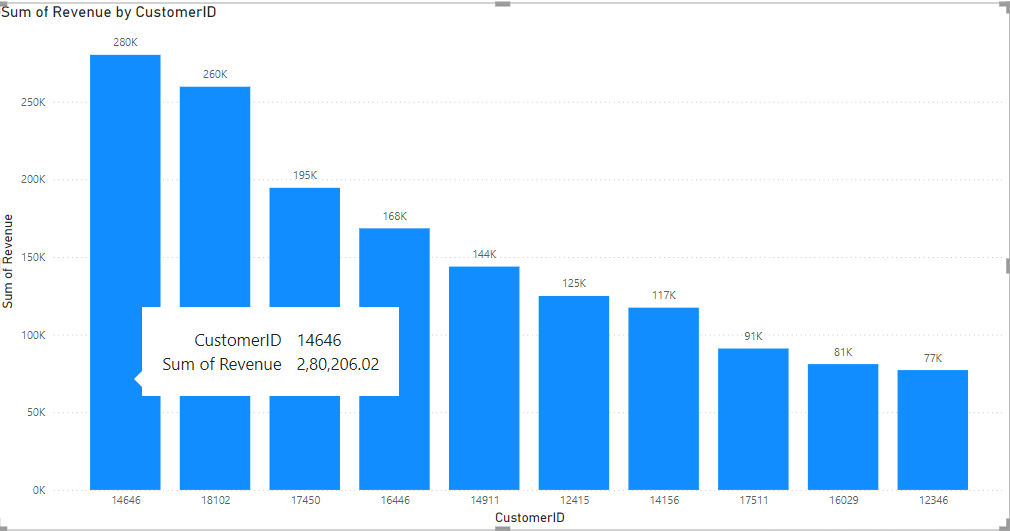 Sum of Revenue by CustomerID
280K
260K
250K
200K
195K
168K
150K
144K
125K
117K
100K
91K
81K
77K
50K
0K
Sum of Revenue
CustomerID 14646
Sum of Revenue 2,80,206.02
14646 18102 17450 16446 14911 12415 14156 17511 16029 12346
CustomerID